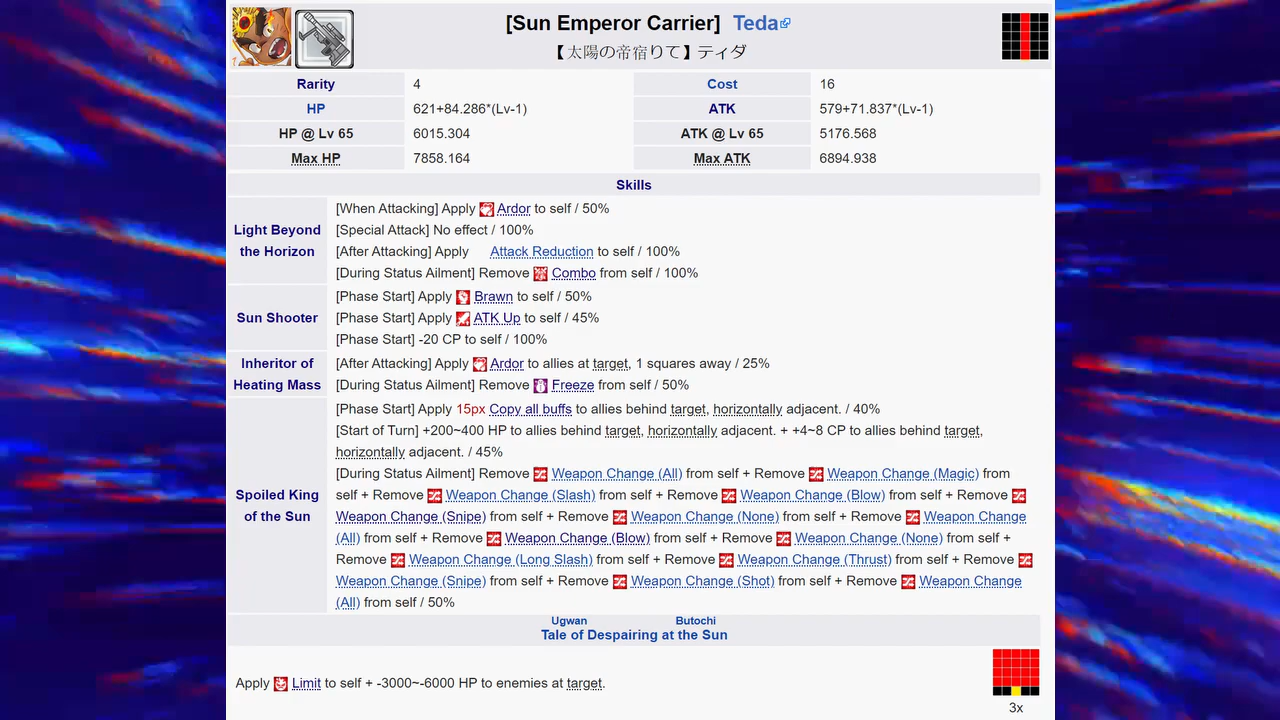 [Sun Emperor Carrier] Teda
【太陽の帝宿りて】ティダ
Rarity 4 Cost 16
HP 621+84.286*(Lv-1) ATK 579+71.837*(Lv-1)
HP @ Lv 65 6015.304 ATK @ Lv 65 5176.568
Max HP 7858.164 Max ATK 6894.938
Skills
Light Beyond the Horizon
[When Attacking] Apply Ardor to self / 50%
[Special Attack] No effect / 100%
[After Attacking] Apply Attack Reduction to self / 100%
[During Status Ailment] Remove Combo from self / 100%
Sun Shooter
[Phase Start] Apply Brawn to self / 50%
[Phase Start] Apply ATK Up to self / 45%
[Phase Start] -20 CP to self / 100%
Inheritor of Heating Mass
[After Attacking] Apply Ardor to allies at target, 1 squares away / 25%
[During Status Ailment] Remove Freeze from self / 50%
Spoiled King of the Sun
[Phase Start] Apply 15px Copy all buffs to allies behind target, horizontally adjacent. / 40%
[Start of Turn] +200~400 HP to allies behind target, horizontally adjacent. + +4~8 CP to allies behind target,
horizontally adjacent. / 45%
[During Status Ailment] Remove Weapon Change (All) from self + Remove Weapon Change (Magic) from
self + Remove Weapon Change (Slash) from self + Remove Weapon Change (Blow) from self + Remove
Weapon Change (Snipe) from self + Remove Weapon Change (None) from self + Remove Weapon Change
(All) from self + Remove Weapon Change (Blow) from self + Remove Weapon Change (None) from self +
Remove Weapon Change (Long Slash) from self + Remove Weapon Change (Thrust) from self + Remove
Weapon Change (Snipe) from self + Remove Weapon Change (Shot) from self + Remove Weapon Change
(All) from self / 50%
Ugwan Butochi
Tale of Despairing at the Sun
Apply Limit to self + -3000~-6000 HP to enemies at target.
3x